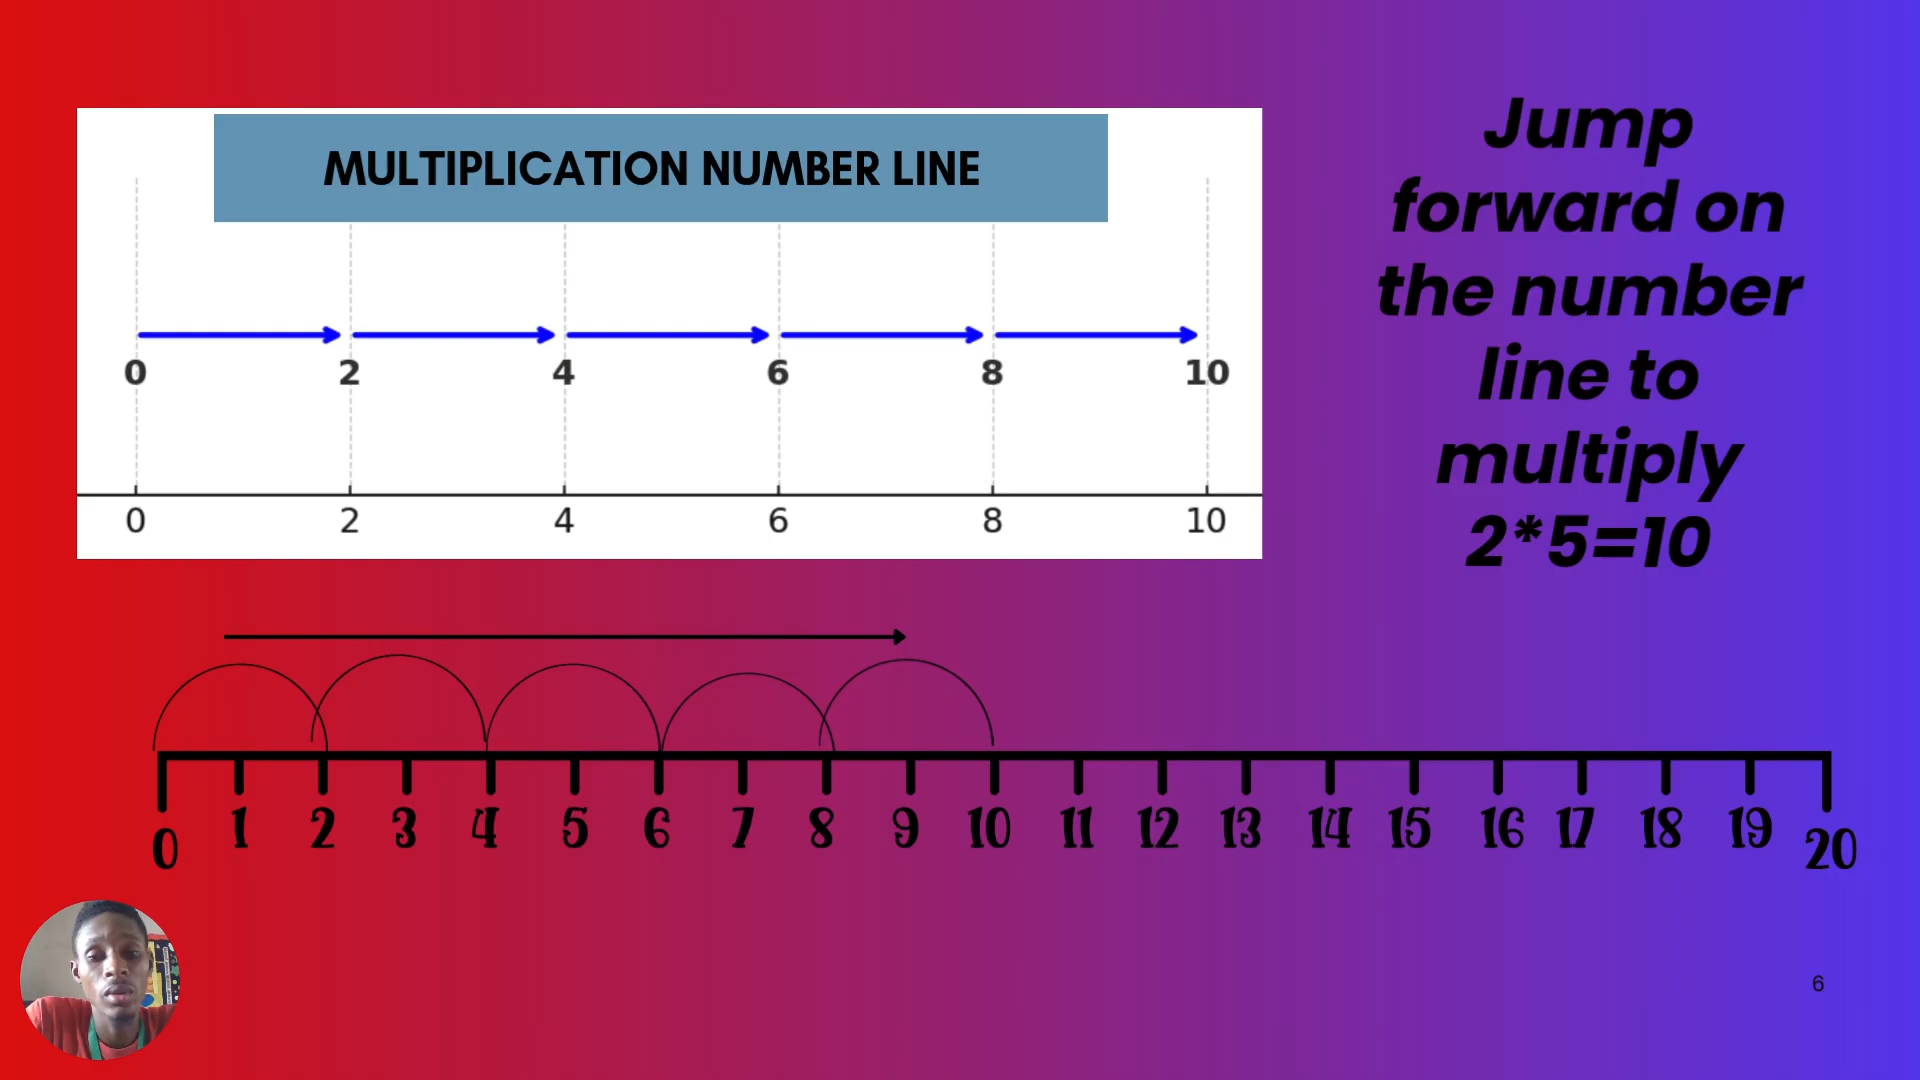 MULTIPLICATION NUMBER LINE
0 2 4 6 8 10
0 2 4 6 8 10
Jump
forward on
the number
line to
multiply
2*5=10
0 1 2 3 4 5 6 7 8 9 10 11 12 13 14 15 16 17 18 19 20
6